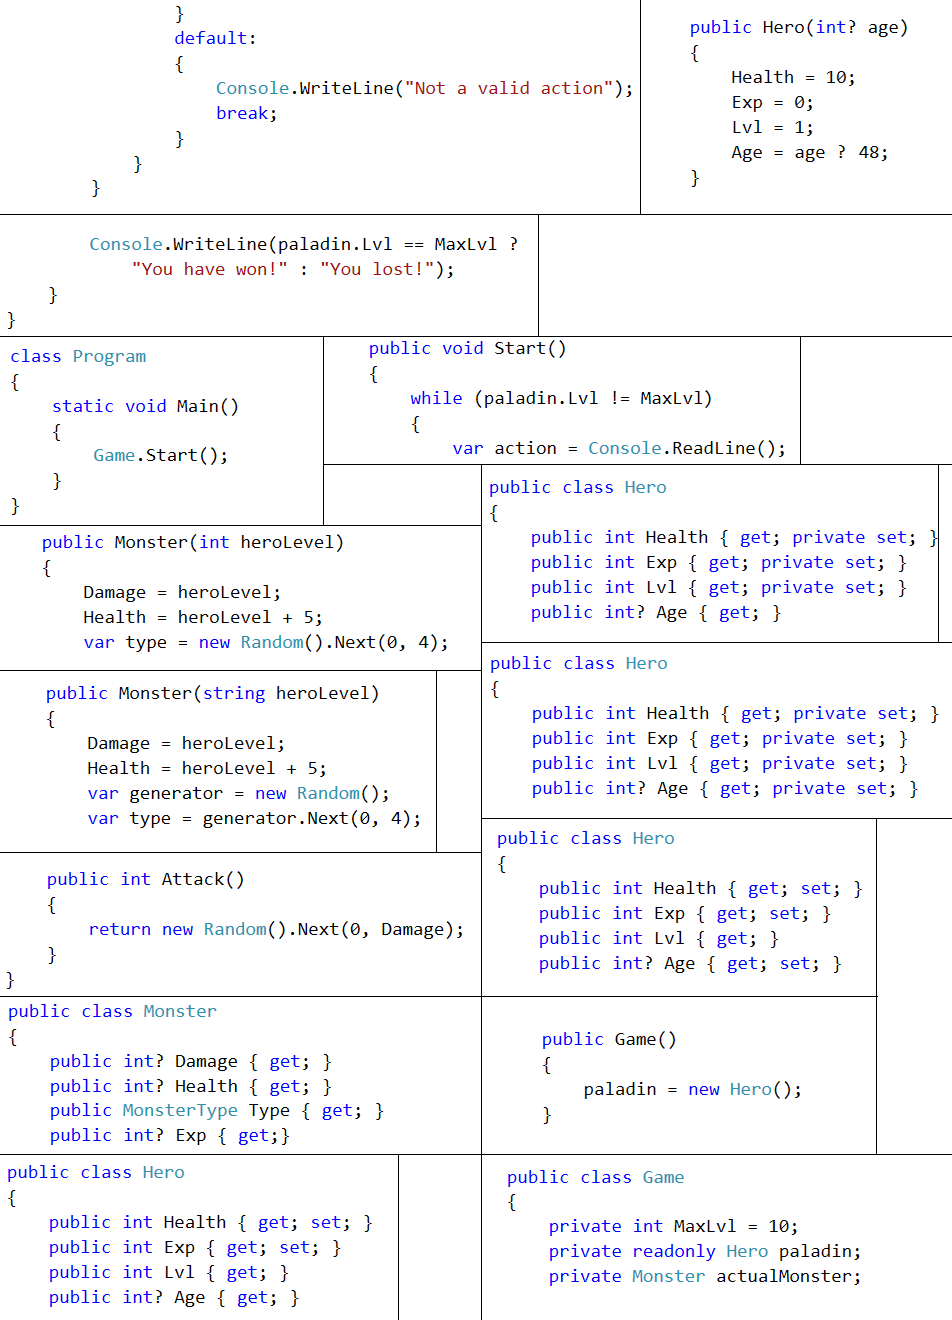 }
            default:
            {
                Console.WriteLine("Not a valid action");
                break;
            }
        }
    }
public Hero(int? age)
{
    Health = 10;
    Exp = 0;
    Lvl = 1;
    Age = age ? 48;
}
        Console.WriteLine(paladin.Lvl == MaxLvl ?
            "You have won!" : "You lost!");
    }
}
class Program
{
    static void Main()
    {
        Game.Start();
    }
}
public void Start()
{
    while (paladin.Lvl != MaxLvl)
    {
        var action = Console.ReadLine();
public class Hero
{
    public int Health { get; private set; }
    public int Exp { get; private set; }
    public int Lvl { get; private set; }
    public int? Age { get; }
public Monster(int heroLevel)
{
    Damage = heroLevel;
    Health = heroLevel + 5;
    var type = new Random().Next(0, 4);
public class Hero
{
    public int Health { get; private set; }
    public int Exp { get; private set; }
    public int Lvl { get; private set; }
    public int? Age { get; private set; }
public Monster(string heroLevel)
{
    Damage = heroLevel;
    Health = heroLevel + 5;
    var generator = new Random();
    var type = generator.Next(0, 4);
public class Hero
{
    public int Health { get; set; }
    public int Exp { get; set; }
    public int Lvl { get; }
    public int? Age { get; set; }
    public int Attack()
    {
        return new Random().Next(0, Damage);
    }
}
public class Monster
{
    public int? Damage { get; }
    public int? Health { get; }
    public MonsterType Type { get; }
    public int? Exp { get;}
public Game()
{
    paladin = new Hero();
}
public class Hero
{
    public int Health { get; set; }
    public int Exp { get; set; }
    public int Lvl { get; }
    public int? Age { get; }
public class Game
{
    private int MaxLvl = 10;
    private readonly Hero paladin;
    private Monster actualMonster;